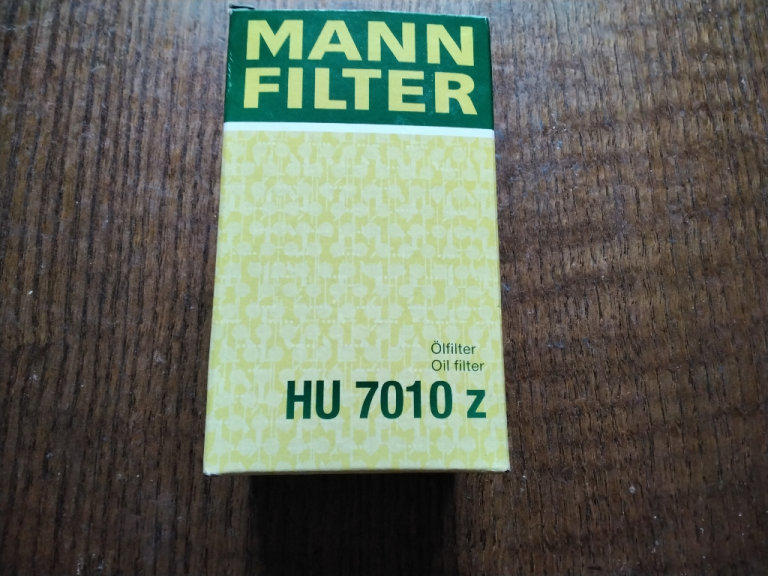 MANN
FILTER
Ölfilter
Oil filter
HU 7010 z